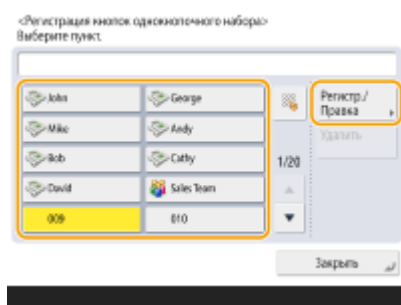 <Регистрация кнопок однокнопочного набора>
Выберите пункт.
John
George
Регистр./
Правка
Mike
Andy
Удалить
Bob
Cathy
1/20
David
Sales Team
009
010
Закрыть